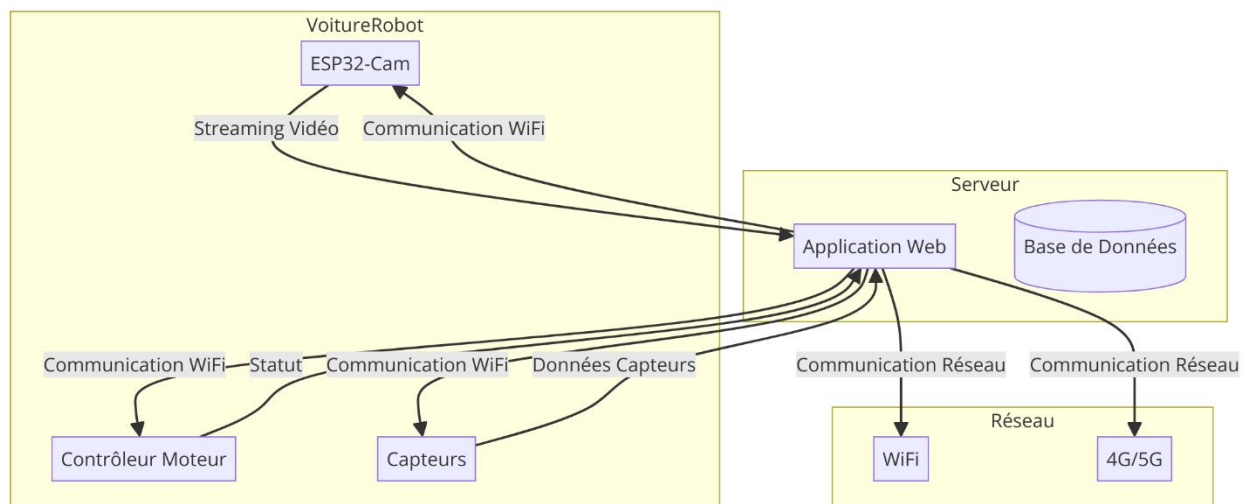 VoitureRobot
ESP32-Cam
Streaming Vidéo
Communication WiFi
Serveur
Application Web
Base de Données
Communication WiFi
Statut
Communication WiFi
Données Capteurs
Communication Réseau
Communication Réseau
Réseau
Contrôleur Moteur
Capteurs
WiFi
4G/5G